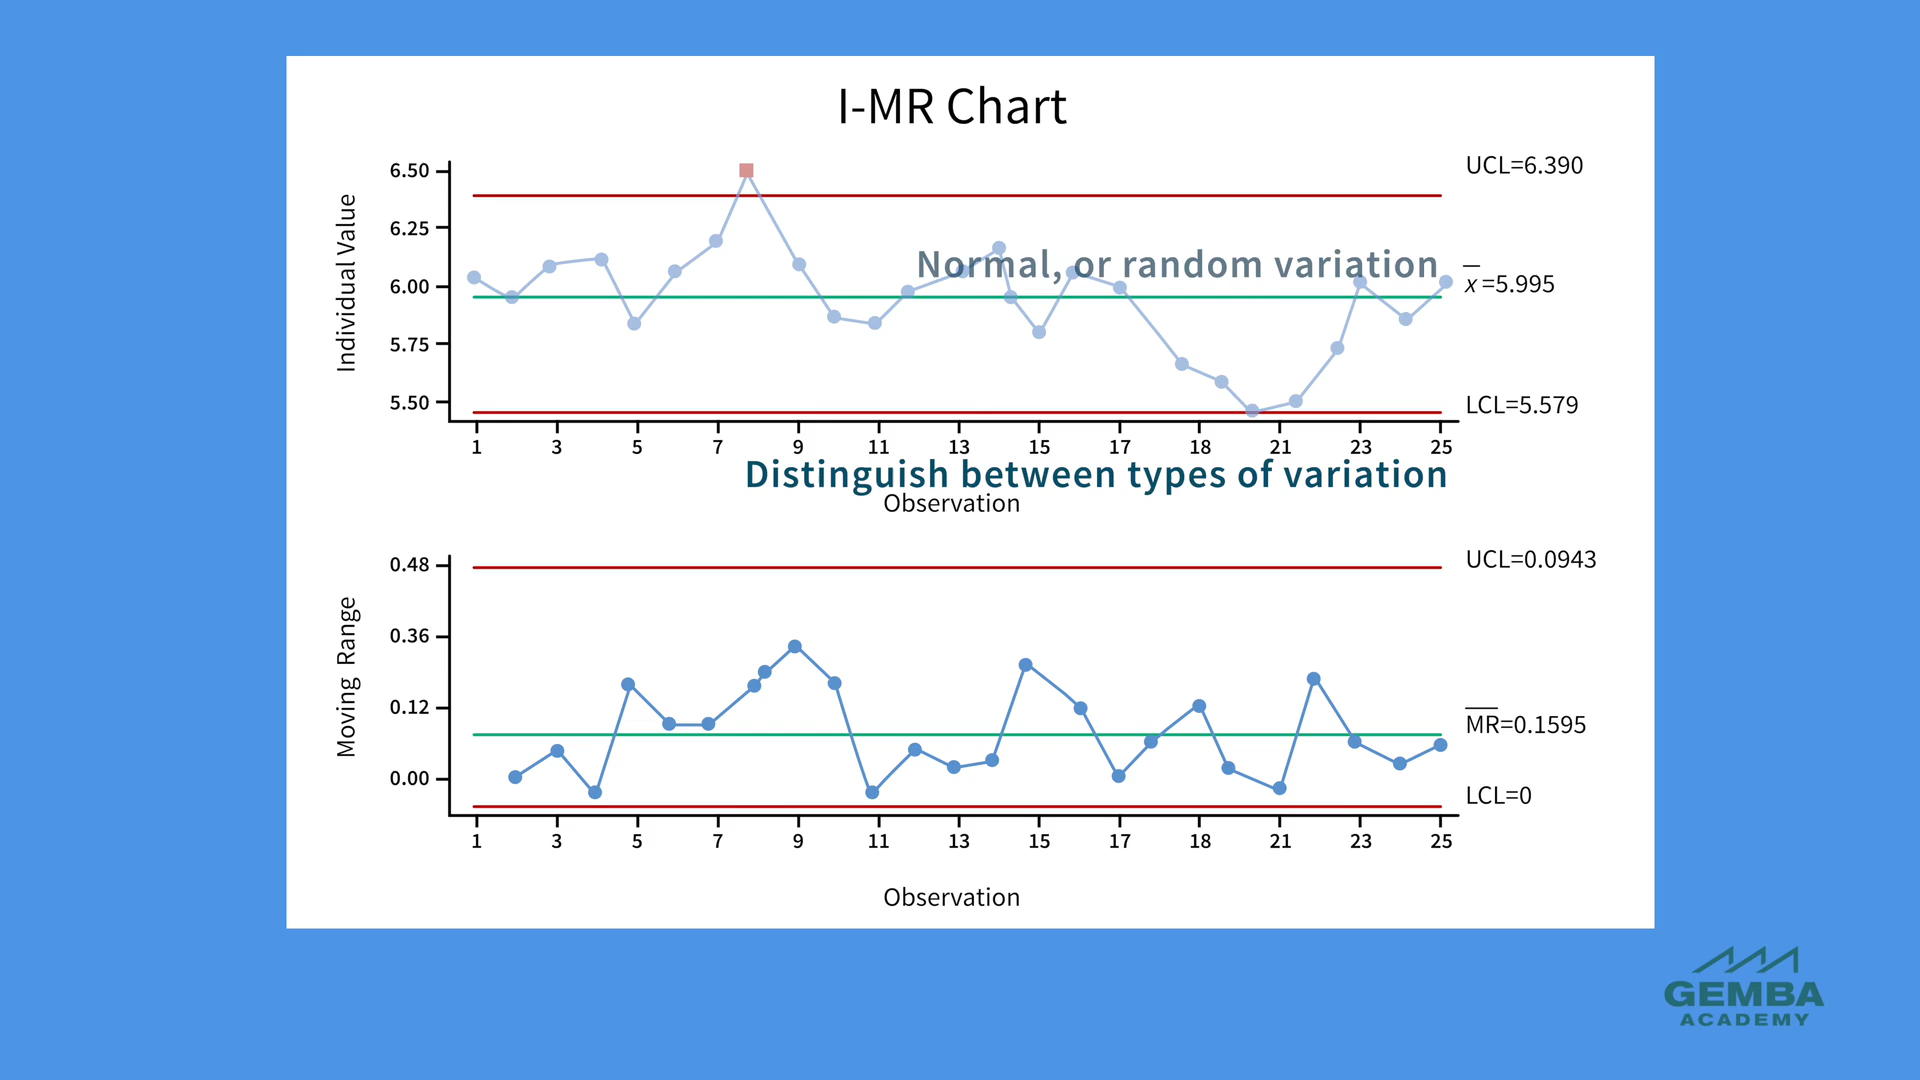 I-MR Chart
Individual Value
6.50
6.25
6.00
5.75
5.50
UCL=6.390
Normal, or random variation
x=5.995
LCL=5.579
1 3 5 7 9 11 13 15 17 18 21 23 25
Distinguish between types of variation
Observation
Moving Range
0.48
0.36
0.12
0.00
UCL=0.0943
MR=0.1595
LCL=0
1 3 5 7 9 11 13 15 17 18 21 23 25
Observation
GEMBA
ACADEMY